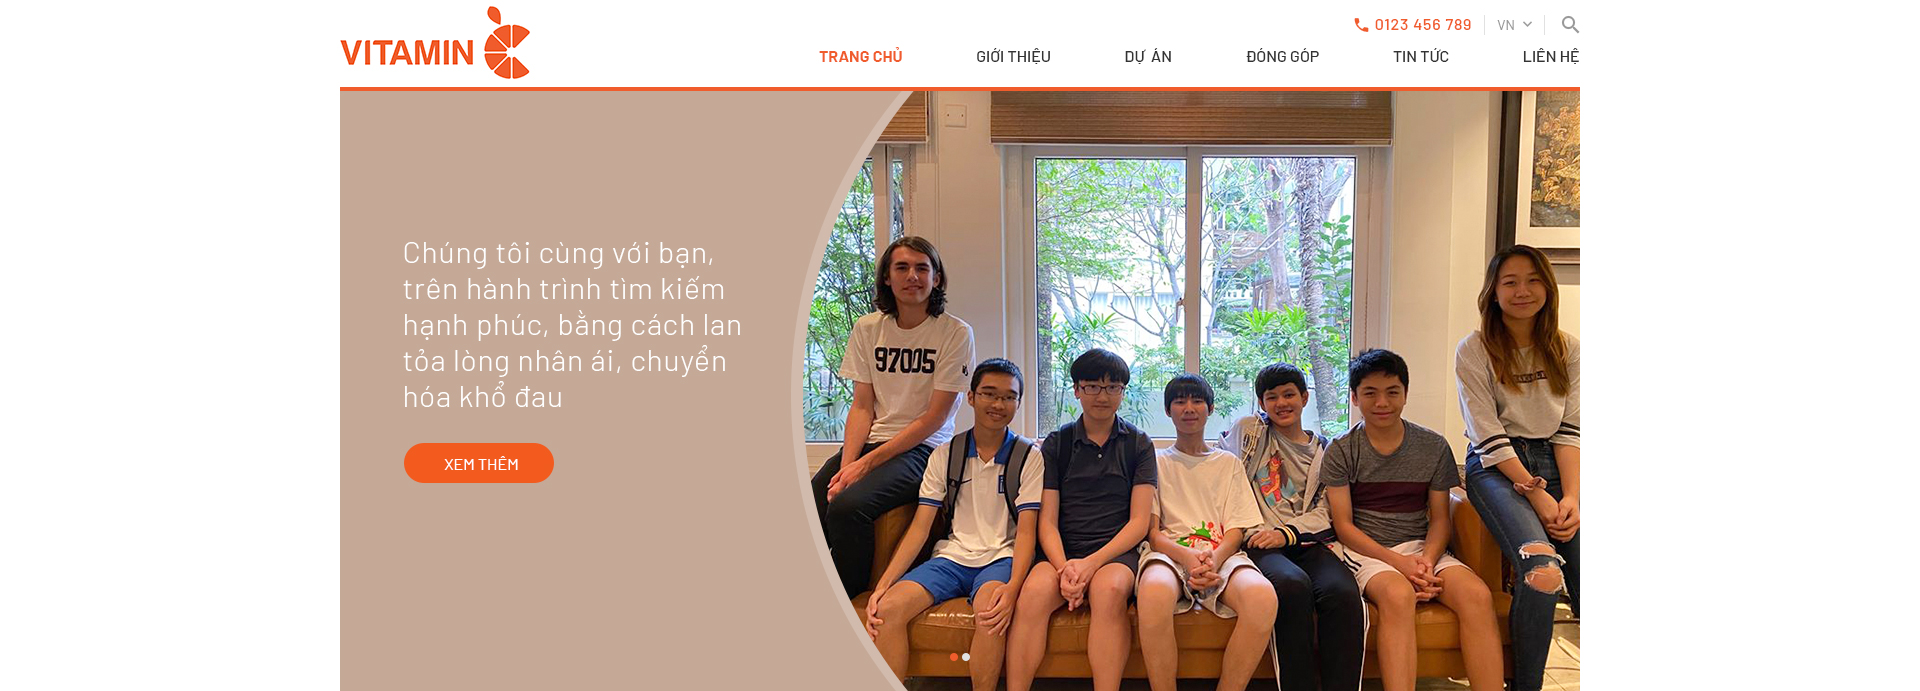 VITAMIN C
0123 456 789
VN
TRANG CHỦ
GIỚI THIỆU
DỰ ÁN
ĐÓNG GÓP
TIN TỨC
LIÊN HỆ
Chúng tôi cùng với bạn,
trên hành trình tìm kiếm
hạnh phúc, bằng cách lan
tỏa lòng nhân ái, chuyển
hóa khổ đau
XEM THÊM
97005